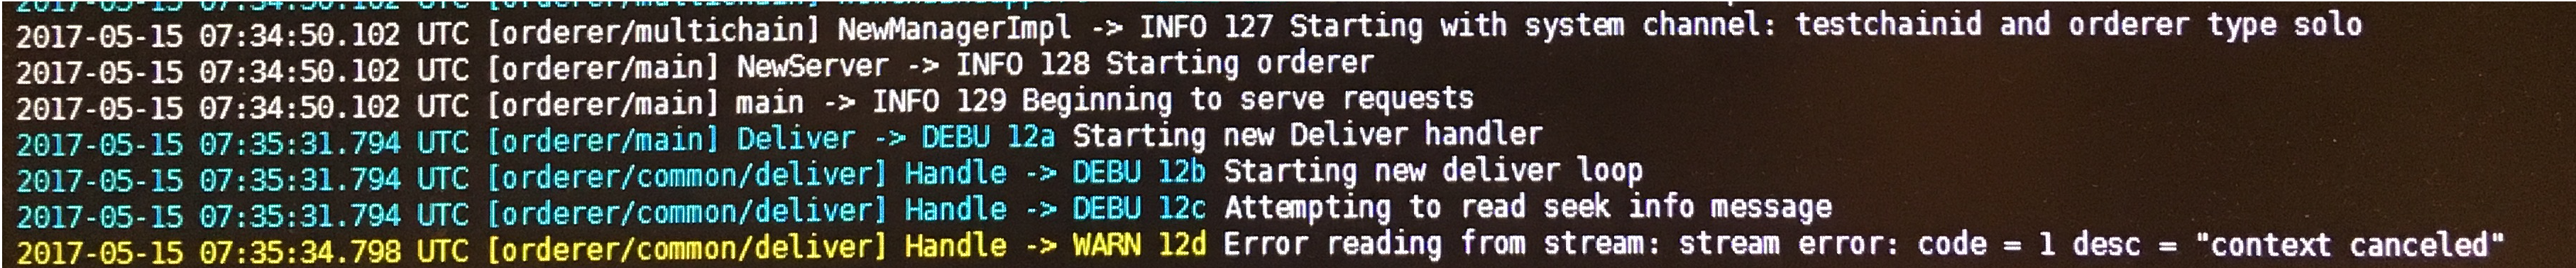 2017-05-15 07:34:50.102 UTC [orderer/multichain] NewManagerImpl -> INFO 127 Starting with system channel: testchainid and orderer type solo
2017-05-15 07:34:50.102 UTC [orderer/main] NewServer -> INFO 128 Starting orderer
2017-05-15 07:34:50.102 UTC [orderer/main] main -> INFO 129 Beginning to serve requests
2017-05-15 07:35:31.794 UTC [orderer/main] Deliver -> DEBU 12a Starting new Deliver handler
2017-05-15 07:35:31.794 UTC [orderer/common/deliver] Handle -> DEBU 12b Starting new deliver loop
2017-05-15 07:35:31.794 UTC [orderer/common/deliver] Handle -> DEBU 12c Attempting to read seek info message
2017-05-15 07:35:34.798 UTC [orderer/common/deliver] Handle -> WARN 12d Error reading from stream: stream error: code = 1 desc = "context canceled"